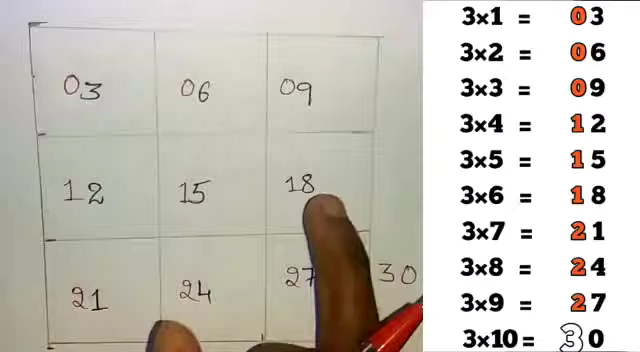 03 06 09
12 15 18
21 24 27 30
3×1 = 03
3×2 = 06
3×3 = 09
3×4 = 12
3×5 = 15
3×6 = 18
3×7 = 21
3×8 = 24
3×9 = 27
3×10= 30